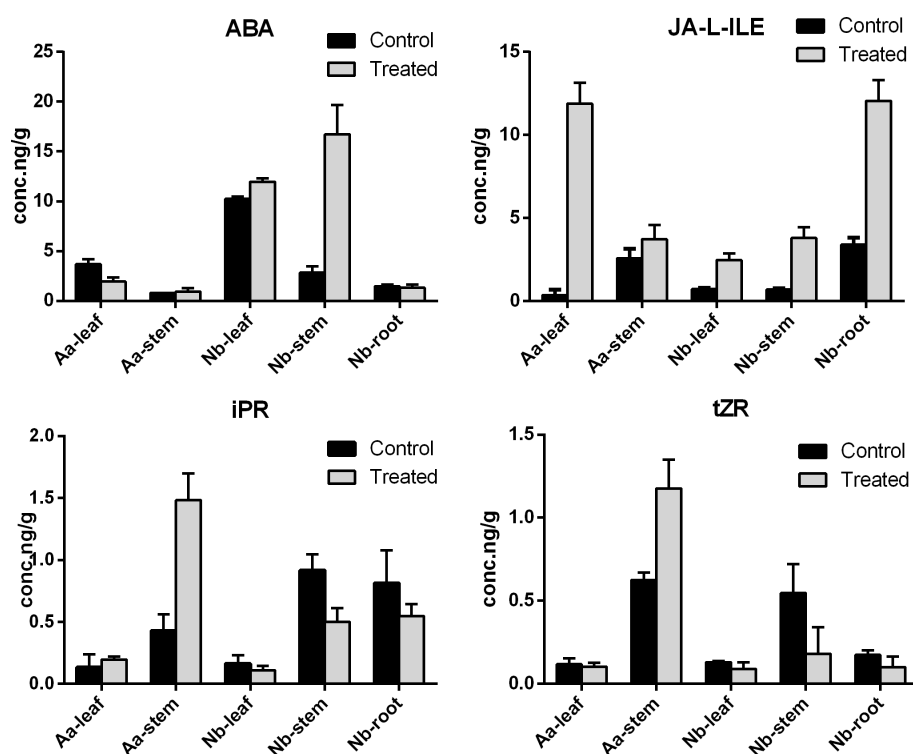 ABA
Control
Treated
conc.ng/g
25
20
15
10
5
0
Aa-leaf
Aa-stem
Nb-leaf
Nb-stem
Nb-root
JA-L-ILE
Control
Treated
conc.ng/g
15
10
5
0
Aa-leaf
Aa-stem
Nb-leaf
Nb-stem
Nb-root
iPR
Control
Treated
conc.ng/g
2.0
1.5
1.0
0.5
0.0
Aa-leaf
Aa-stem
Nb-leaf
Nb-stem
Nb-root
tZR
Control
Treated
conc.ng/g
1.5
1.0
0.5
0.0
Aa-leaf
Aa-stem
Nb-leaf
Nb-stem
Nb-root